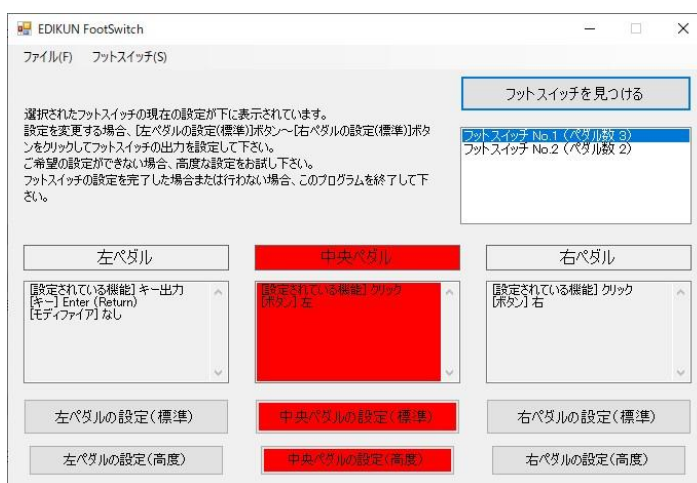 EDIKUN FootSwitch
ファイル(F) フットスイッチ(S)
フットスイッチを見つける
選択されたフットスイッチの現在の設定が下に表示されています。
設定を変更する場合、[左ペダルの設定(標準)]ボタン～[右ペダルの設定(標準)]ボタ
ンをクリックしてフットスイッチの出力を設定して下さい。
ご希望の設定ができない場合、高度な設定をお試し下さい。
フットスイッチの設定を完了した場合または行わない場合、このプログラムを終了して下
さい。
フットスイッチ No.1 (ペダル数 3)
フットスイッチ No.2 (ペダル数 2)
左ペダル
中央ペダル
右ペダル
[設定されている機能] キー出力
[キー] Enter (Return)
[モディファイア] なし
[設定されている機能] クリック
[ボタン] 左
[設定されている機能] クリック
[ボタン] 右
左ペダルの設定(標準)
中央ペダルの設定(標準)
右ペダルの設定(標準)
左ペダルの設定(高度)
中央ペダルの設定(高度)
右ペダルの設定(高度)